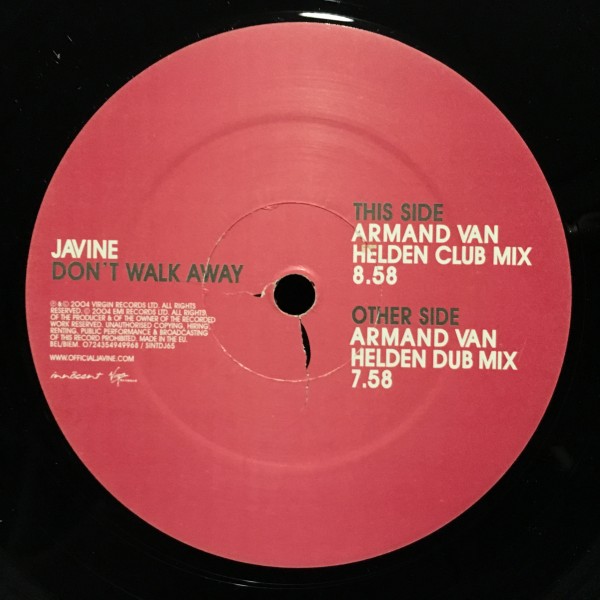 JAVINE
DON'T WALK AWAY
℗ & © 2004 VIRGIN RECORDS LTD. ALL RIGHTS
RESERVED. © 2004 EMI RECORDS LTD. ALL RIGHTS
OF THE PRODUCER & OF THE OWNER OF THE RECORDED
WORK RESERVED. UNAUTHORISED COPYING, HIRING,
RENTING, PUBLIC PERFORMANCE & BROADCASTING
OF THIS RECORD PROHIBITED. MADE IN THE EU.
BEL/BIEM. 0724354949968 / SINTDJ65
WWW.OFFICIALJAVINE.COM
innocent Virgin
THIS SIDE
ARMAND VAN
HELDEN CLUB MIX
8.58
OTHER SIDE
ARMAND VAN
HELDEN DUB MIX
7.58